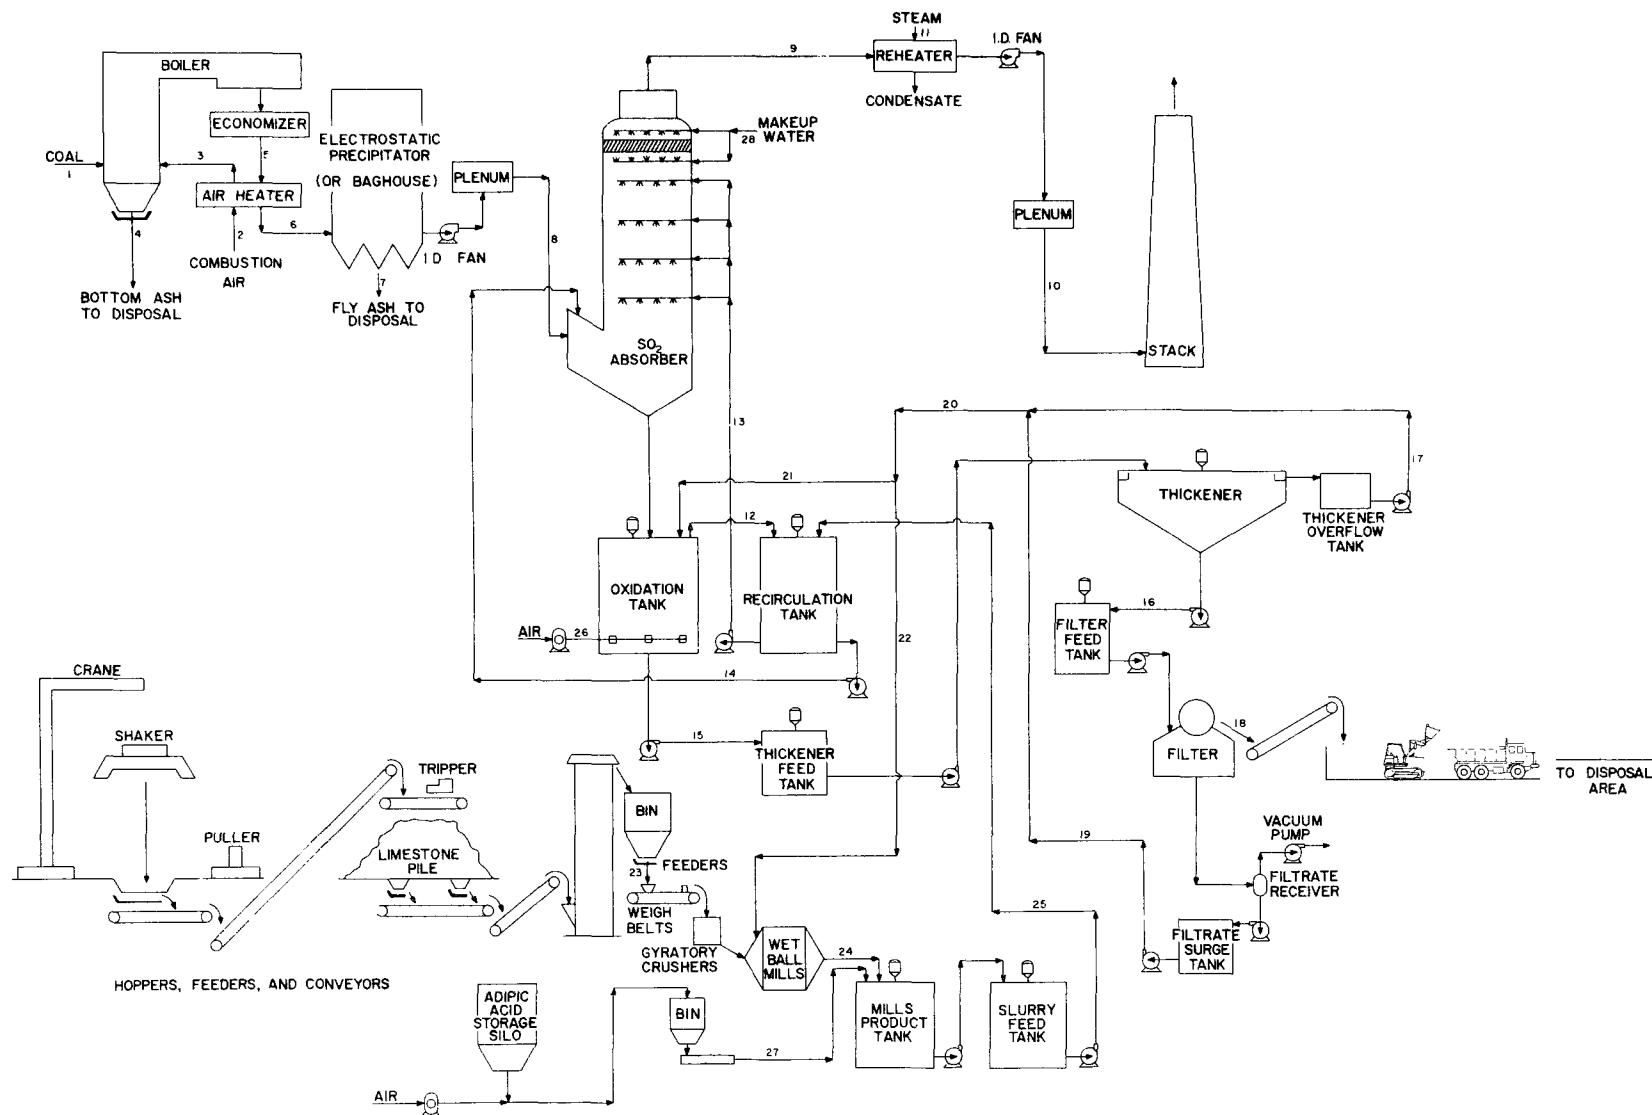 STEAM
11
REHEATER
I.D. FAN
CONDENSATE
9
BOILER
ECONOMIZER
COAL
1
3
5
AIR HEATER
4
2
6
COMBUSTION
AIR
BOTTOM ASH
TO DISPOSAL
ELECTROSTATIC
PRECIPITATOR
(OR BAGHOUSE)
7
FLY ASH TO
DISPOSAL
I.D FAN
PLENUM
8
MAKEUP
WATER
28
SO2
ABSORBER
13
PLENUM
10
STACK
20
17
21
THICKENER
THICKENER
OVERFLOW
TANK
12
OXIDATION
TANK
RECIRCULATION
TANK
AIR
26
22
14
16
FILTER
FEED
TANK
15
THICKENER
FEED
TANK
18
FILTER
TO DISPOSAL
AREA
CRANE
SHAKER
TRIPPER
PULLER
LIMESTONE
PILE
BIN
FEEDERS
23
WEIGH
BELTS
GYRATORY
CRUSHERS
WET
BALL
MILLS
24
25
19
VACUUM
PUMP
FILTRATE
RECEIVER
FILTRATE
SURGE
TANK
HOPPERS, FEEDERS, AND CONVEYORS
ADIPIC
ACID
STORAGE
SILO
BIN
27
MILLS
PRODUCT
TANK
SLURRY
FEED
TANK
AIR